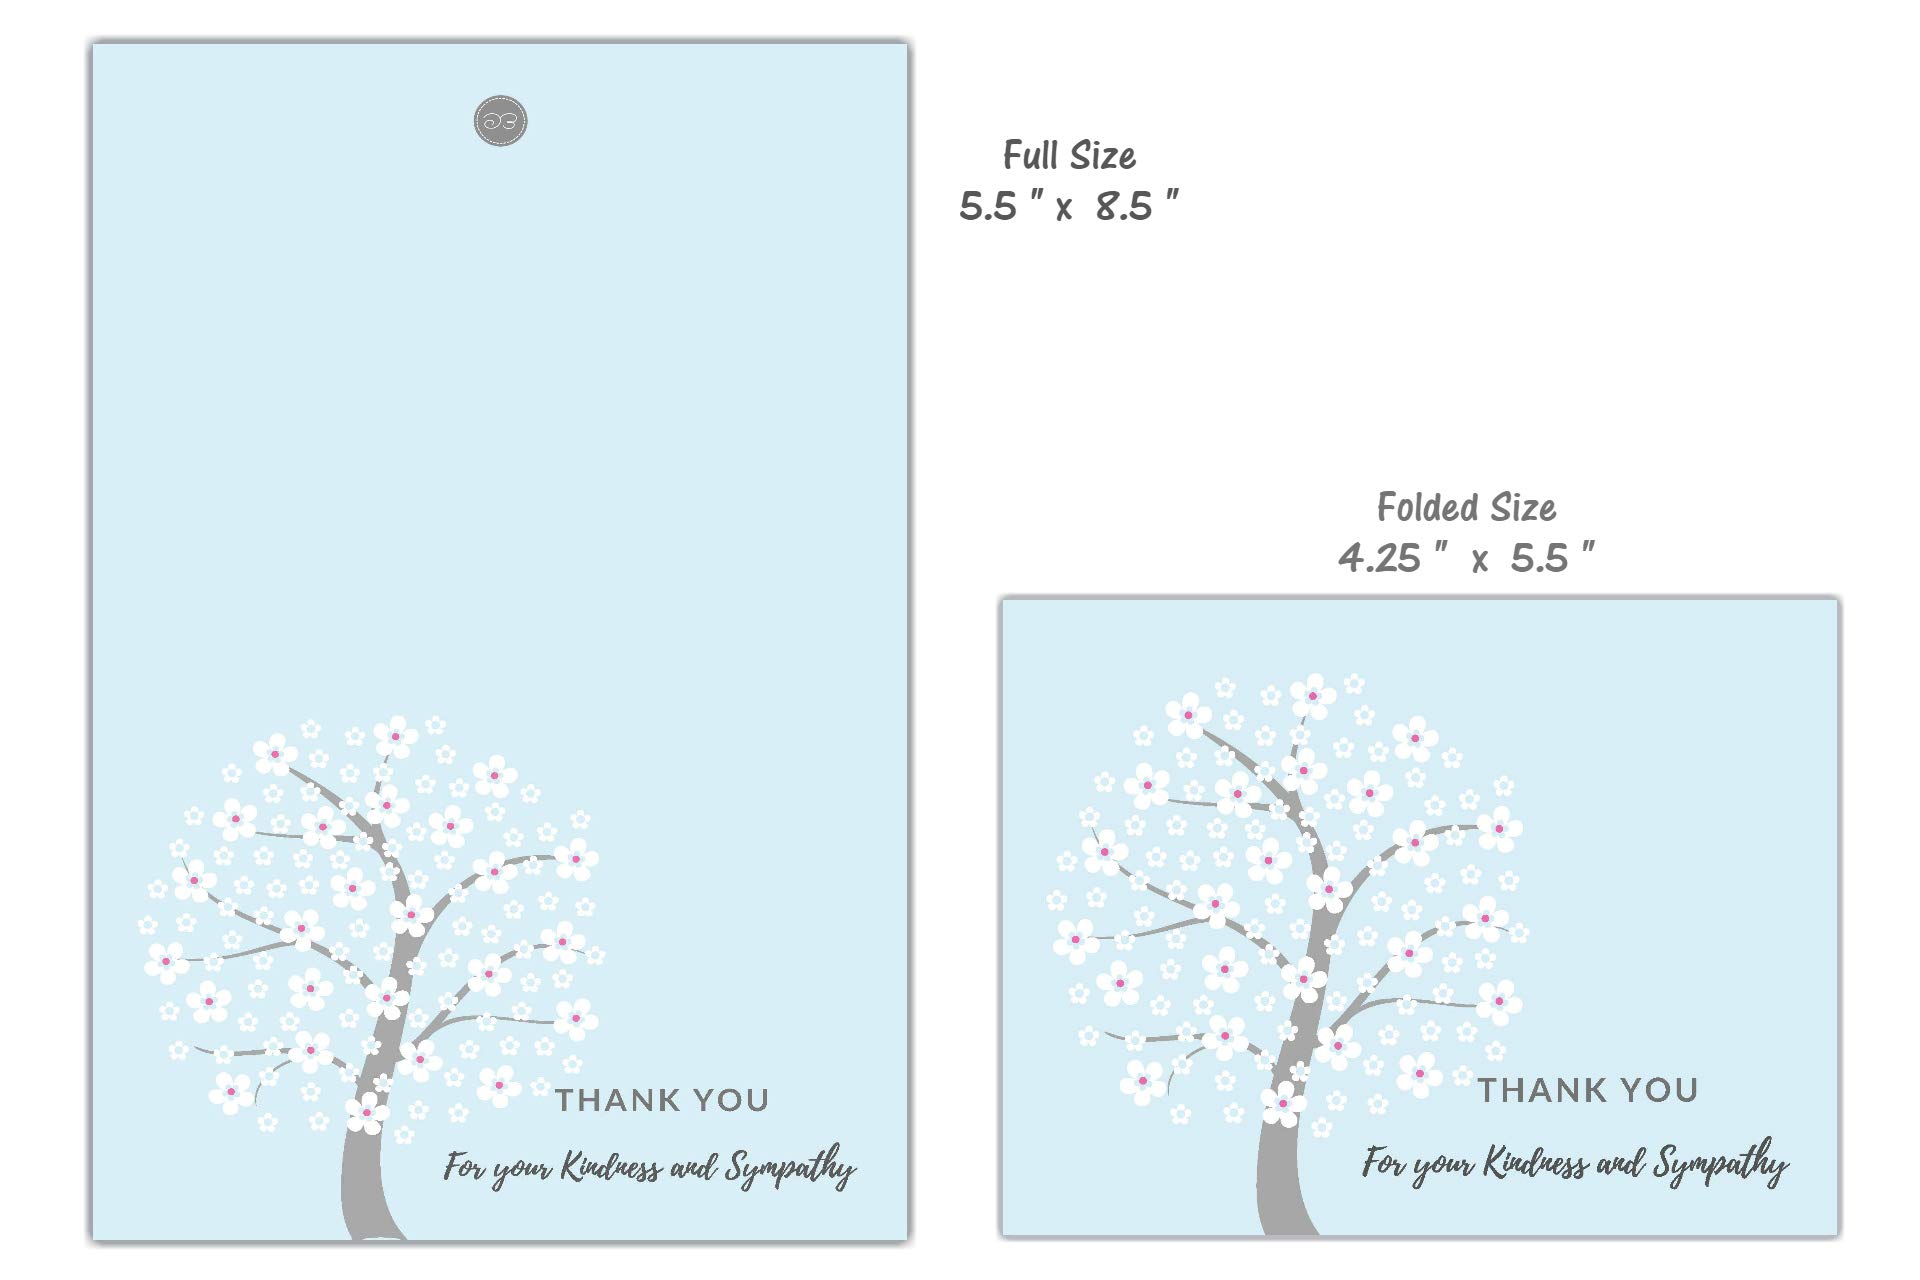 Full Size
5.5 " x 8.5 "
Folded Size
4.25 " x 5.5 "
THANK YOU
For your Kindness and Sympathy
THANK YOU
For your Kindness and Sympathy